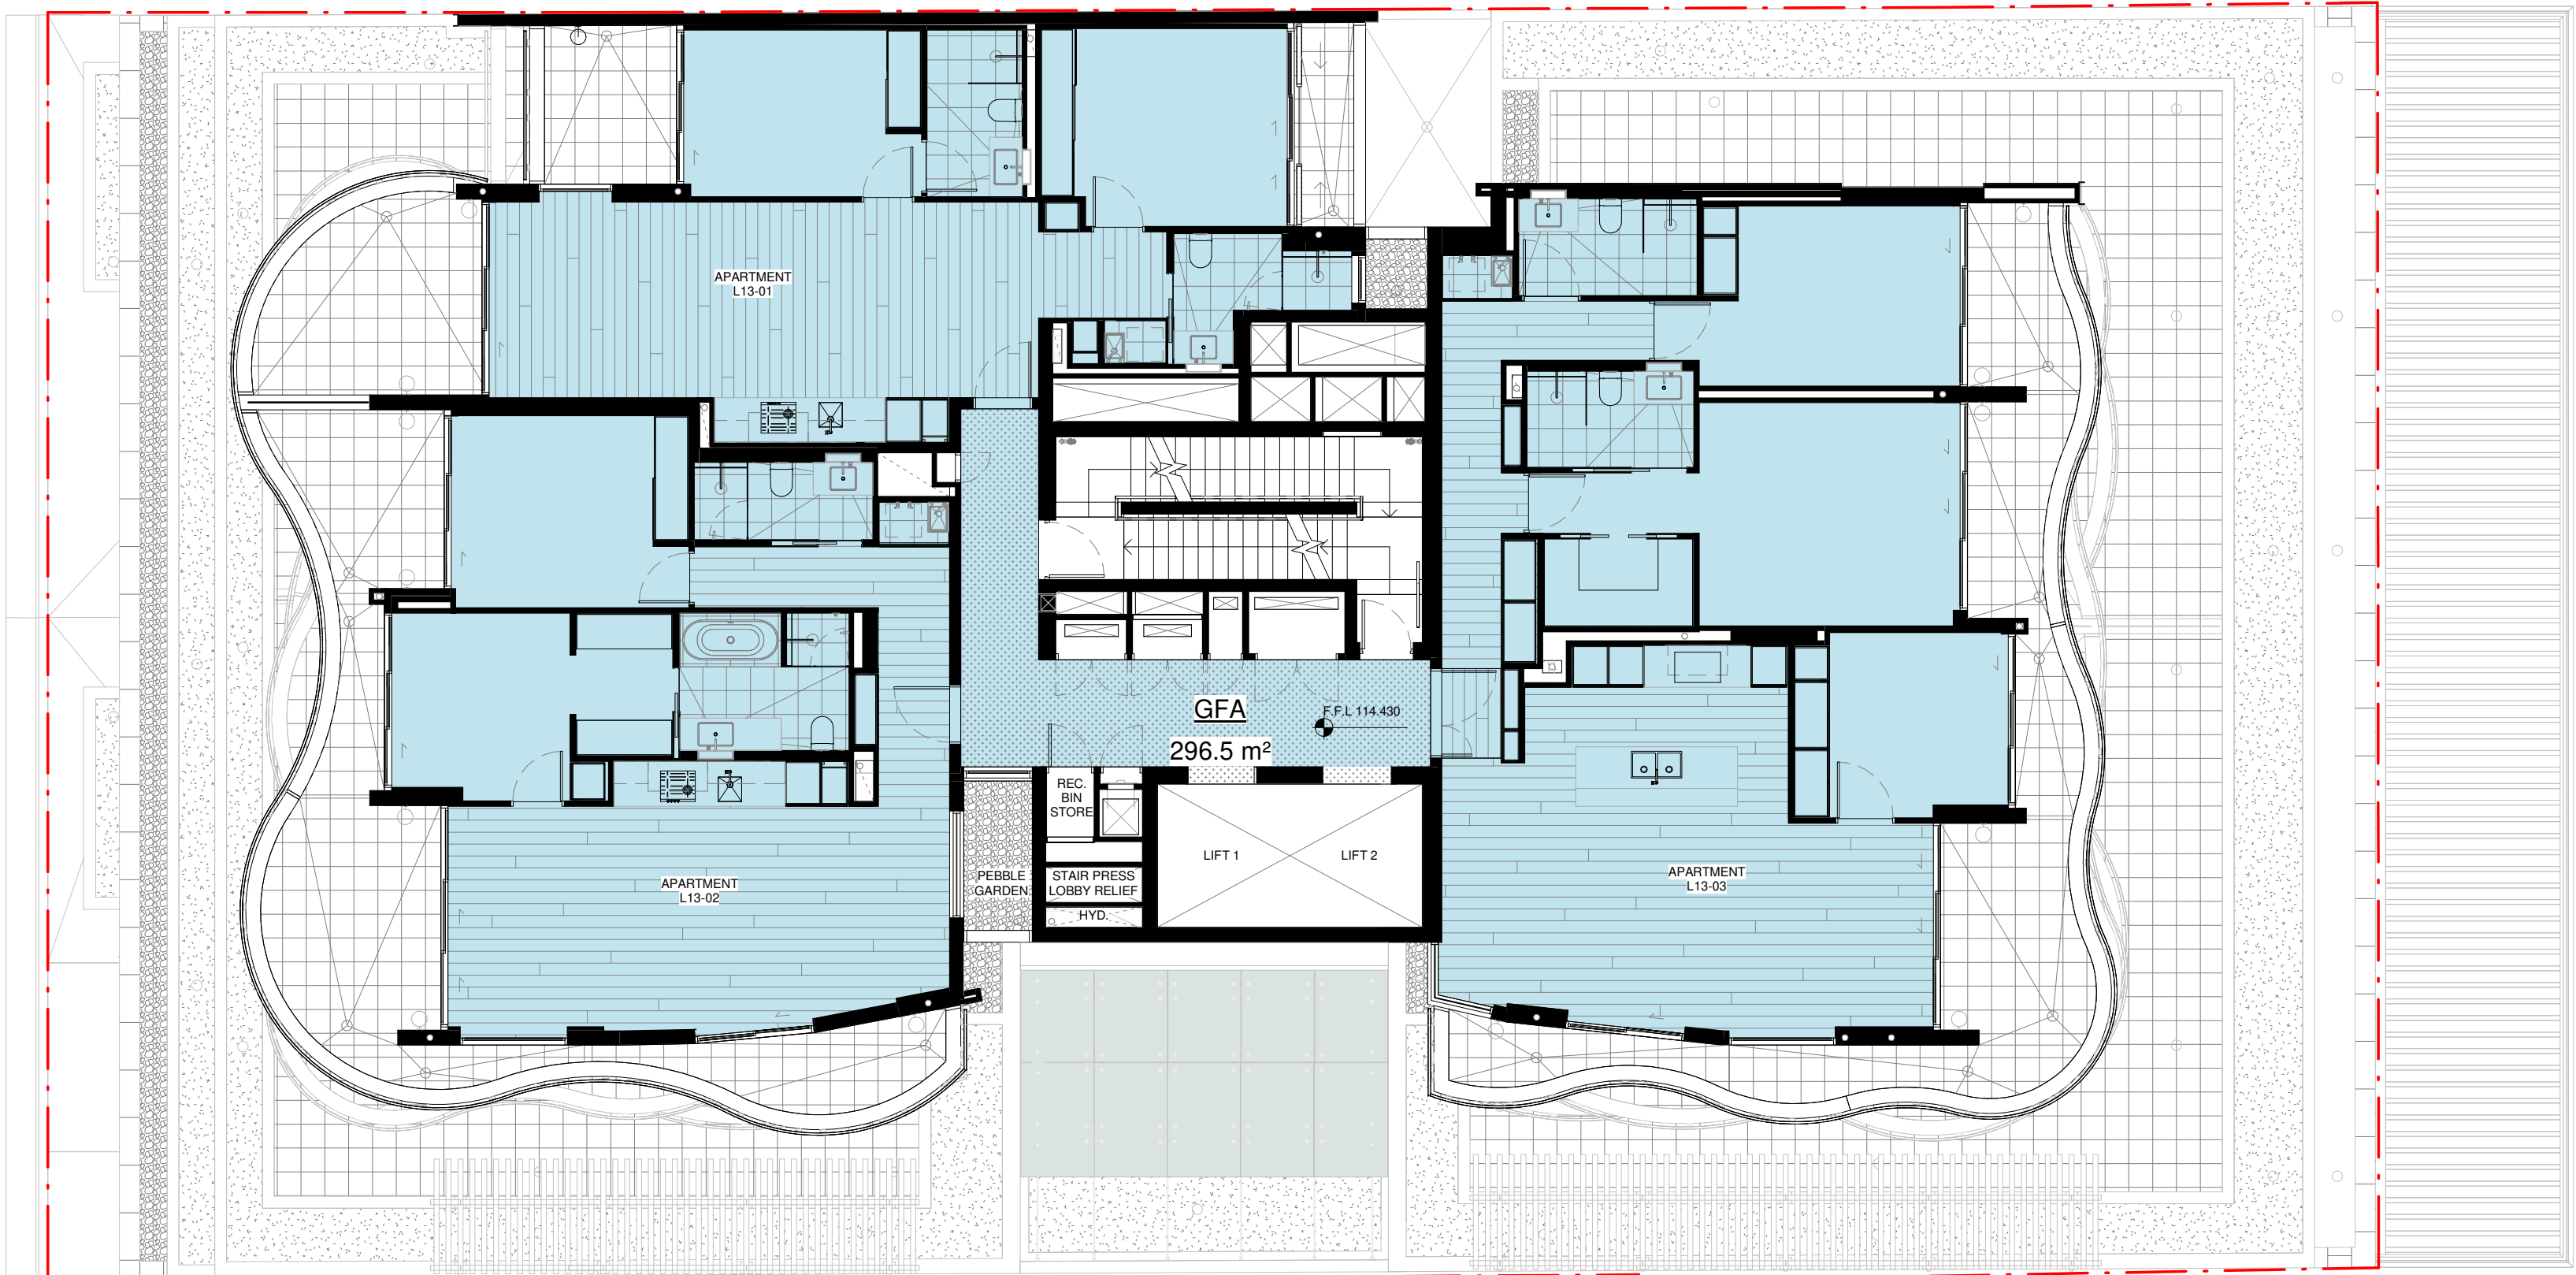 APARTMENT
L13-01
GFA
F.F.L 114.430
296.5 m²
REC.
BIN
STORE
LIFT 1
LIFT 2
PEBBLE
GARDEN
STAIR PRESS
LOBBY RELIEF
HYD.
APARTMENT
L13-02
APARTMENT
L13-03